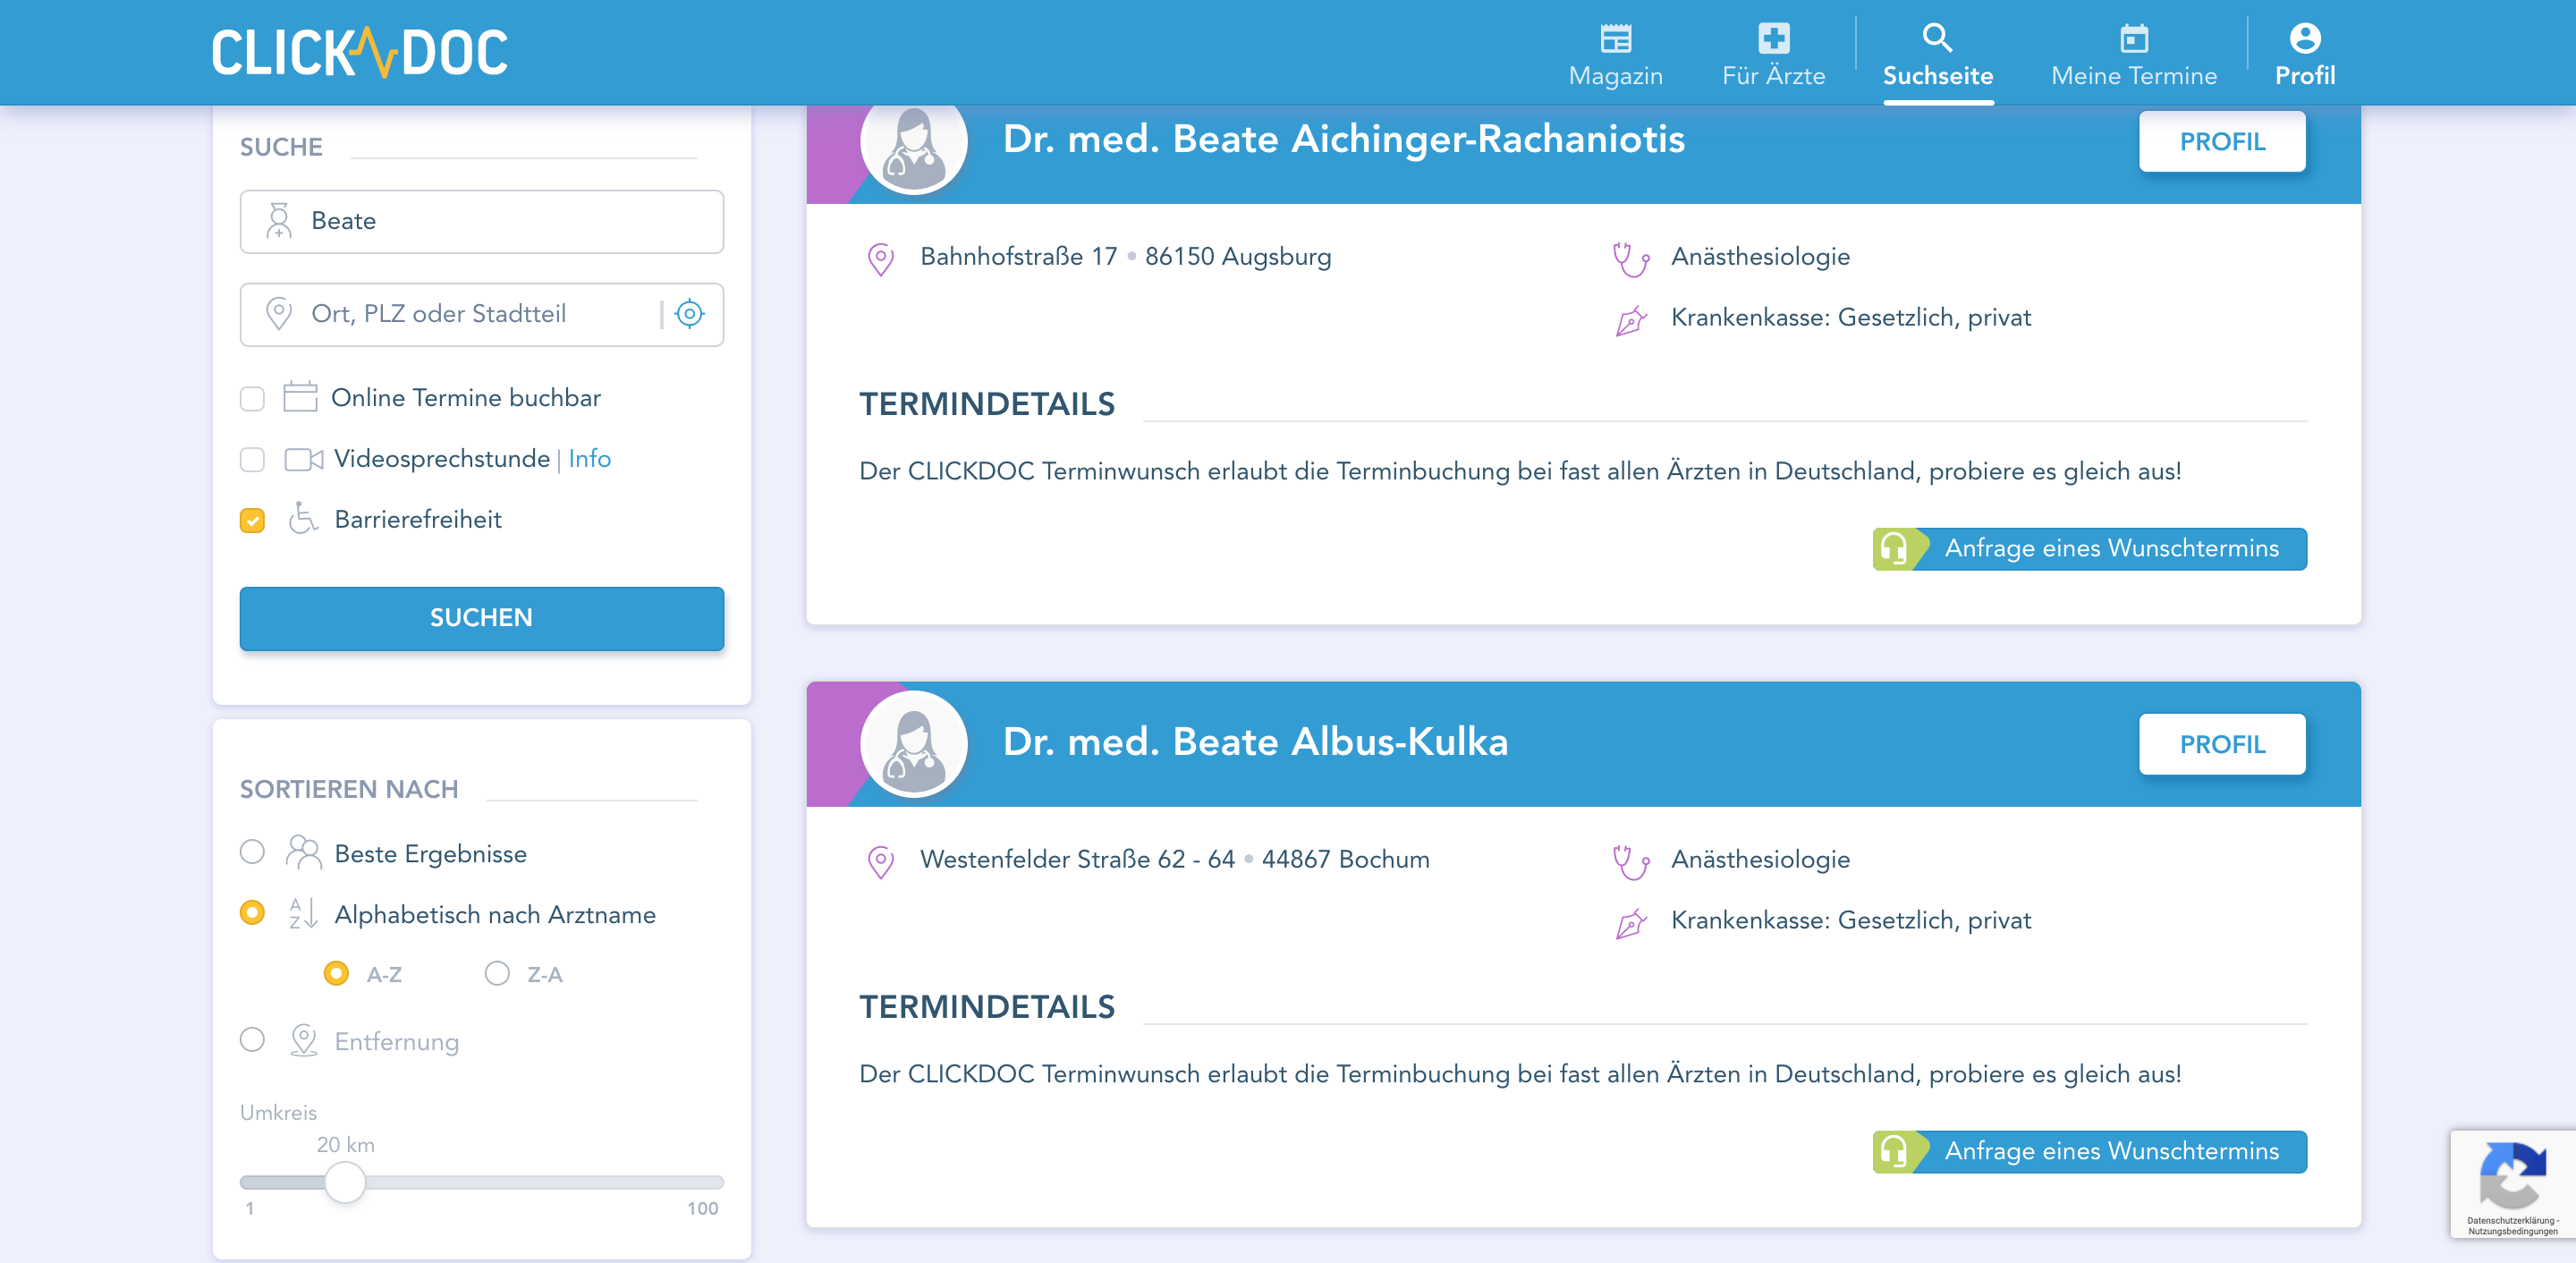 CLICKDOC
Magazin
Für Ärzte
Suchseite
Meine Termine
Profil
SUCHE
Beate
Ort, PLZ oder Stadtteil
Online Termine buchbar
Videosprechstunde | Info
Barrierefreiheit
SUCHEN
SORTIEREN NACH
Beste Ergebnisse
A Z
Alphabetisch nach Arztname
A-Z
Z-A
Entfernung
Umkreis
20 km
1
100
Dr. med. Beate Aichinger-Rachaniotis
PROFIL
Bahnhofstraße 17 • 86150 Augsburg
Anästhesiologie
Krankenkasse: Gesetzlich, privat
TERMINDETAILS
Der CLICKDOC Terminwunsch erlaubt die Terminbuchung bei fast allen Ärzten in Deutschland, probiere es gleich aus!
Anfrage eines Wunschtermins
Dr. med. Beate Albus-Kulka
PROFIL
Westenfelder Straße 62 - 64 • 44867 Bochum
Anästhesiologie
Krankenkasse: Gesetzlich, privat
TERMINDETAILS
Der CLICKDOC Terminwunsch erlaubt die Terminbuchung bei fast allen Ärzten in Deutschland, probiere es gleich aus!
Anfrage eines Wunschtermins
Datenschutzerklärung -
Nutzungsbedingungen